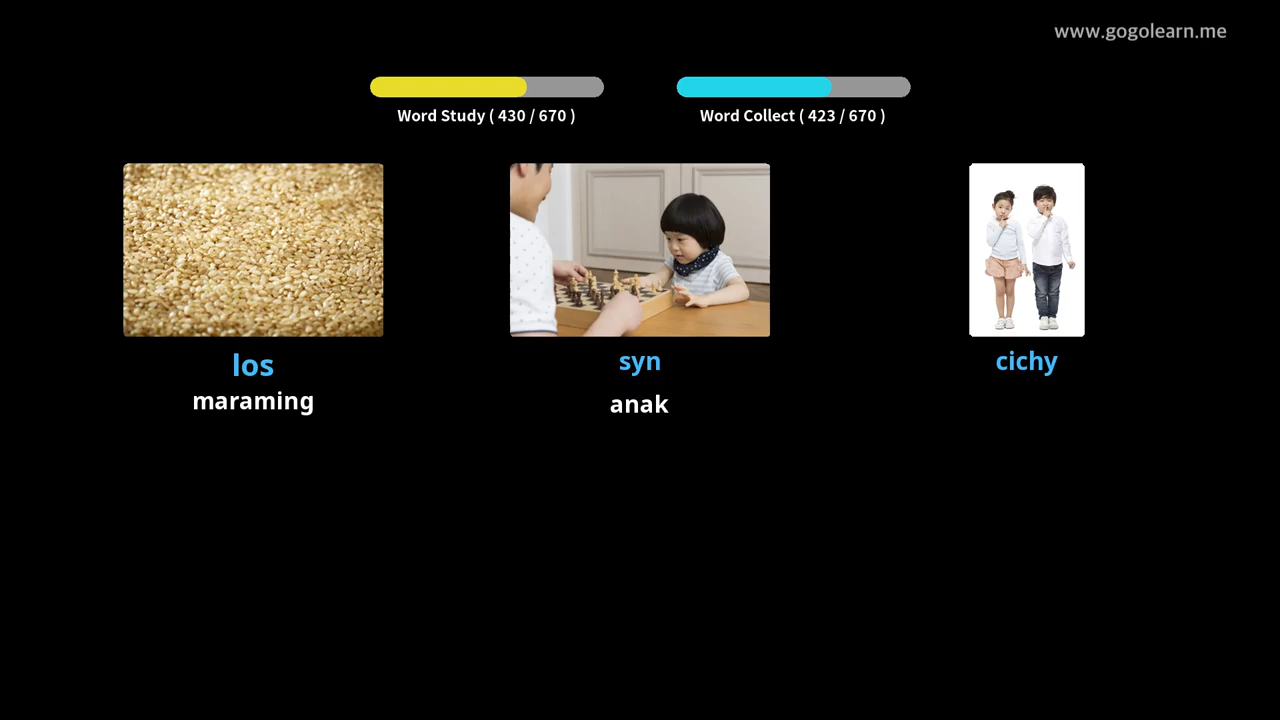 www.gogolearn.me
Word Study ( 430 / 670 )
Word Collect ( 423 / 670 )
los
maraming
syn
anak
cichy